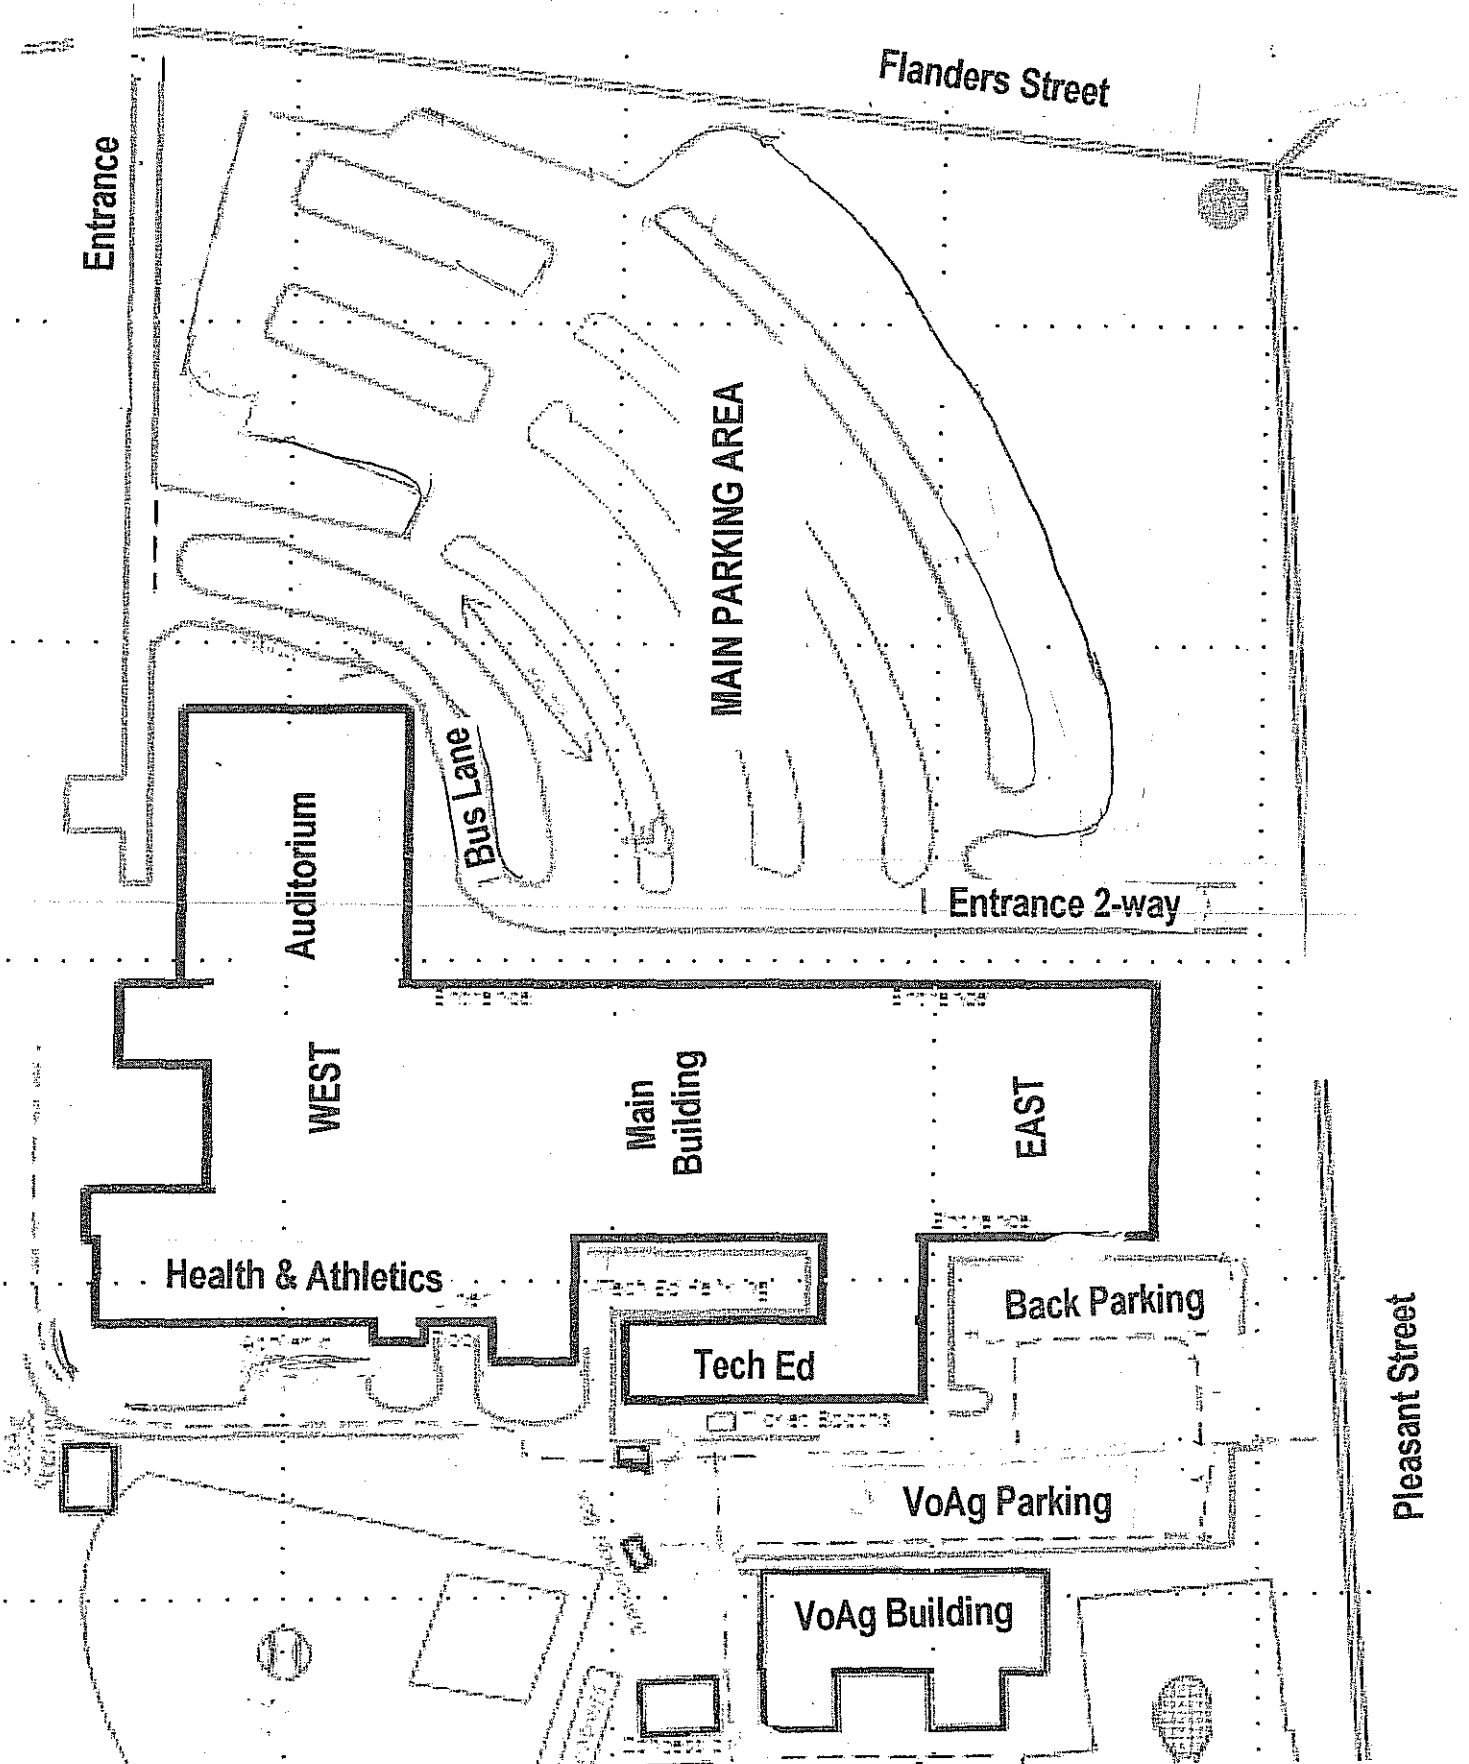 Flanders Street
Entrance
MAIN PARKING AREA
Bus Lane
Auditorium
Entrance 2-way
WEST
Main
Building
EAST
Health & Athletics
Back Parking
Tech Ed
Pleasant Street
VoAg Parking
VoAg Building